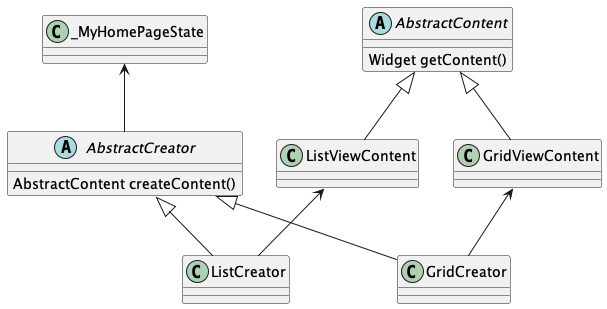 C _MyHomePageState
A AbstractContent
Widget getContent()
A AbstractCreator
AbstractContent createContent()
C ListViewContent
C GridViewContent
C ListCreator
C GridCreator